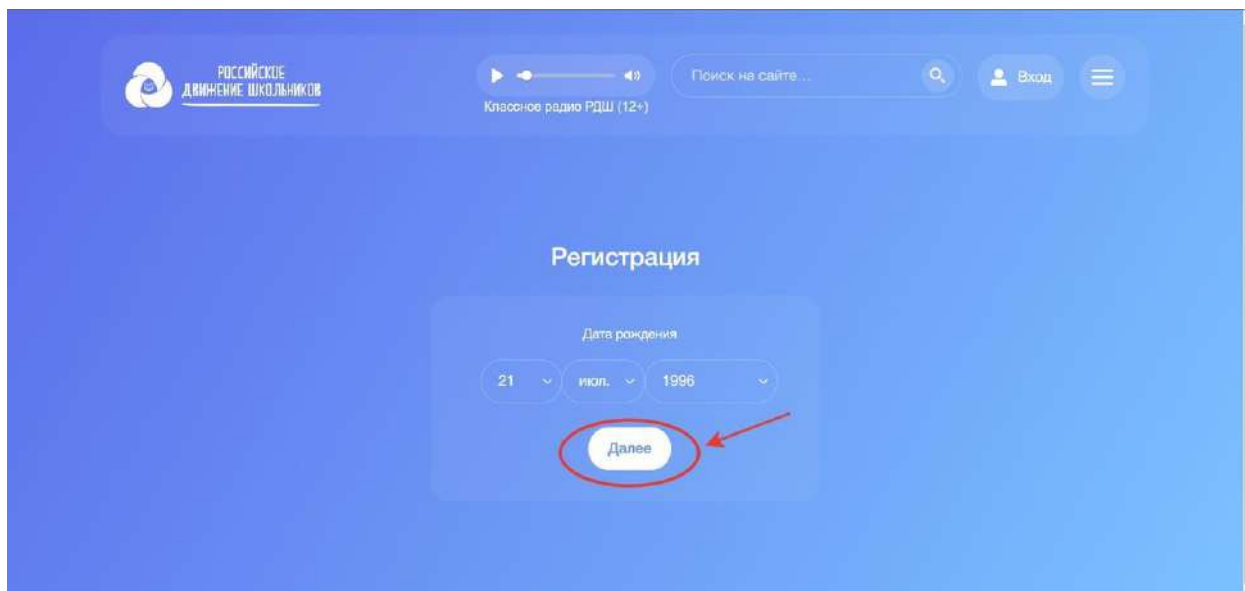 РОССИЙСКОЕ
ДВИЖЕНИЕ ШКОЛЬНИКОВ
Классное радио РДШ (12+)
Поиск на сайте...
Вход
Регистрация
Дата рождения
21 июл. 1996
Далее